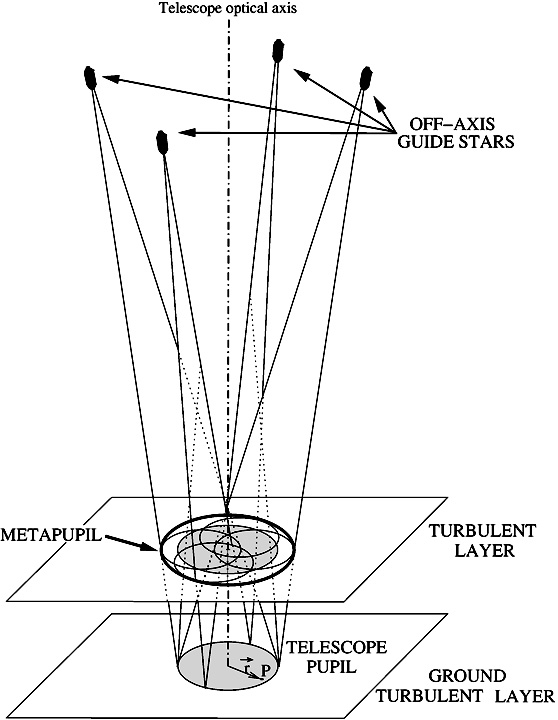 Telescope optical axis
OFF–AXIS
GUIDE STARS
METAPUPIL
TURBULENT
LAYER
TELESCOPE
PUPIL
r P
GROUND
TURBULENT LAYER